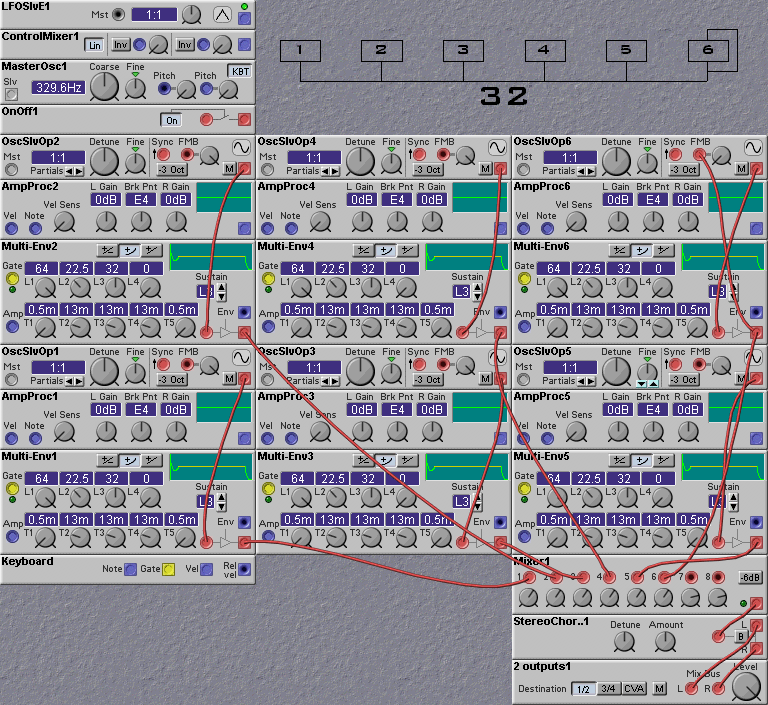 LFOSlvE1
Mst 1:1
ControlMixer1 Lin Inv Inv
MasterOsc1 Coarse Fine KBT
Slv 329.6Hz Pitch Pitch
OnOff1
On
1 2 3 4 5 6
32
OscSlvOp2 Detune Fine Sync FMB
Mst 1:1 Partials -3 Oct M
OscSlvOp4 Detune Fine Sync FMB
Mst 1:1 Partials -3 Oct M
OscSlvOp6 Detune Fine Sync FMB
Mst 1:1 Partials -3 Oct M
AmpProc2 L Gain Brk Pnt R Gain
0dB E4 0dB
Vel Note Vel Sens
AmpProc4 L Gain Brk Pnt R Gain
0dB E4 0dB
Vel Note Vel Sens
AmpProc6 L Gain Brk Pnt R Gain
0dB E4 0dB
Vel Note Vel Sens
Multi-Env2
Gate 64 22.5 32 0
L1 L2 L3 L4 Sustain L3
0.5m 13m 13m 13m 0.5m Env
Amp T1 T2 T3 T4 T5
Multi-Env4
Gate 64 22.5 32 0
L1 L2 L3 L4 Sustain L3
0.5m 13m 13m 13m 0.5m Env
Amp T1 T2 T3 T4 T5
Multi-Env6
Gate 64 22.5 32 0
L1 L2 L3 L4 Sustain L3
0.5m 13m 13m 13m 0.5m Env
Amp T1 T2 T3 T4 T5
OscSlvOp1 Detune Fine Sync FMB
Mst 1:1 Partials -3 Oct M
OscSlvOp3 Detune Fine Sync FMB
Mst 1:1 Partials -3 Oct M
OscSlvOp5 Detune Fine Sync FMB
Mst 1:1 Partials -3 Oct M
AmpProc1 L Gain Brk Pnt R Gain
0dB E4 0dB
Vel Note Vel Sens
AmpProc3 L Gain Brk Pnt R Gain
0dB E4 0dB
Vel Note Vel Sens
AmpProc5 L Gain Brk Pnt R Gain
0dB E4 0dB
Vel Note Vel Sens
Multi-Env1
Gate 64 22.5 32 0
L1 L2 L3 L4 Sustain L3
0.5m 13m 13m 13m 0.5m Env
Amp T1 T2 T3 T4 T5
Multi-Env3
Gate 64 22.5 32 0
L1 L2 L3 L4 Sustain L3
0.5m 13m 13m 13m 0.5m Env
Amp T1 T2 T3 T4 T5
Multi-Env5
Gate 64 22.5 32 0
L1 L2 L3 L4 Sustain L3
0.5m 13m 13m 13m 0.5m Env
Amp T1 T2 T3 T4 T5
Keyboard Note Gate Vel Rel vel
Mixer1
1 2 3 4 5 6 7 8 -6dB
StereoChor..1 Detune Amount L
B
R
2 outputs1 Mix Bus Level
Destination 1/2 3/4 CVA M L R